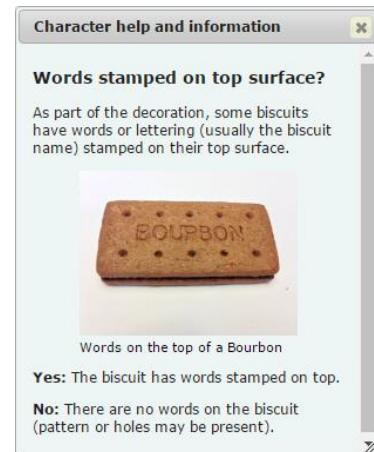 Character help and information
Words stamped on top surface?
As part of the decoration, some biscuits
have words or lettering (usually the biscuit
name) stamped on their top surface.
BOURBON
Words on the top of a Bourbon
Yes: The biscuit has words stamped on top.
No: There are no words on the biscuit
(pattern or holes may be present).